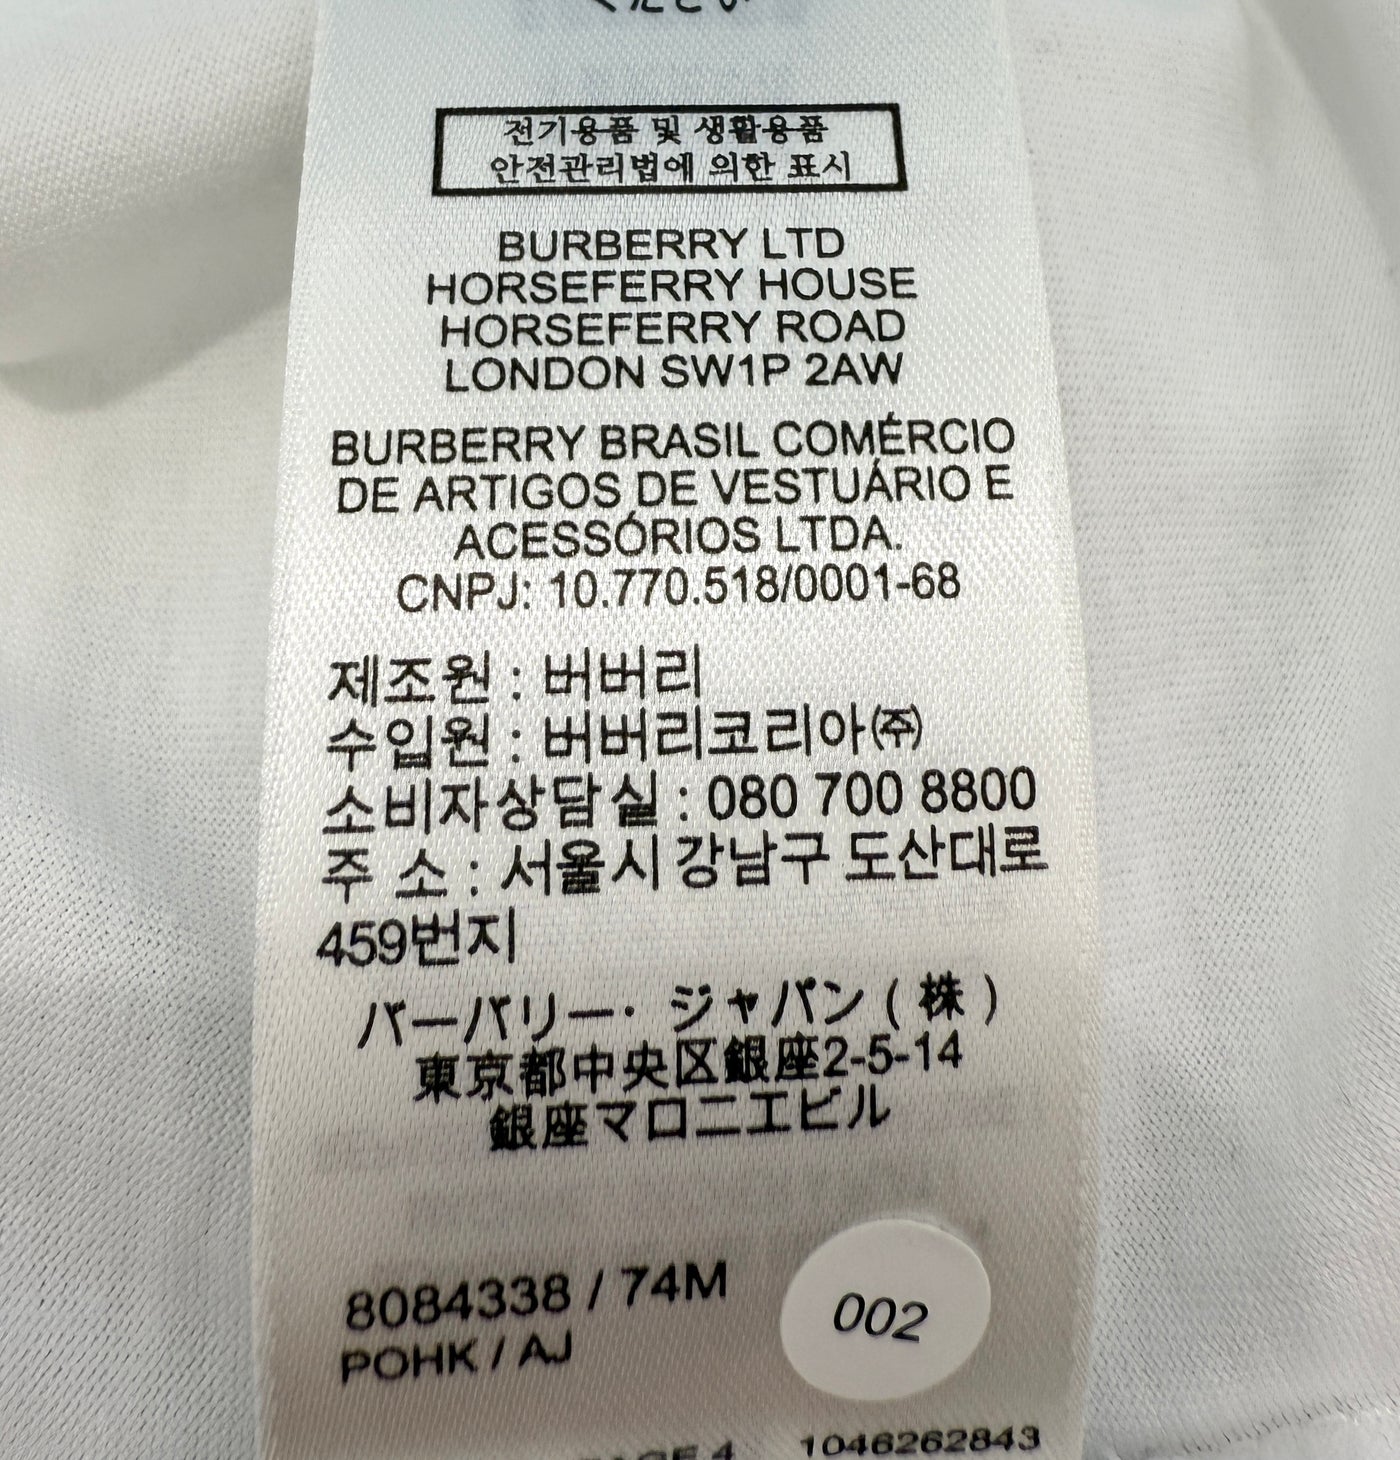 ください
전기용품 및 생활용품
안전관리법에 의한 표시
BURBERRY LTD
HORSEFERRY HOUSE
HORSEFERRY ROAD
LONDON SW1P 2AW
BURBERRY BRASIL COMÉRCIO
DE ARTIGOS DE VESTUÁRIO E
ACESSÓRIOS LTDA.
CNPJ: 10.770.518/0001-68
제조원 : 버버리
수입원 : 버버리코리아㈜
소비자상담실 : 080 700 8800
주 소 : 서울시 강남구 도산대로
459번지
バーバリー・ジャパン ( 株 )
東京都中央区銀座2-5-14
銀座マロニエビル
8084338 / 74M
POHK / AJ
002
PAGE 4 1046262843